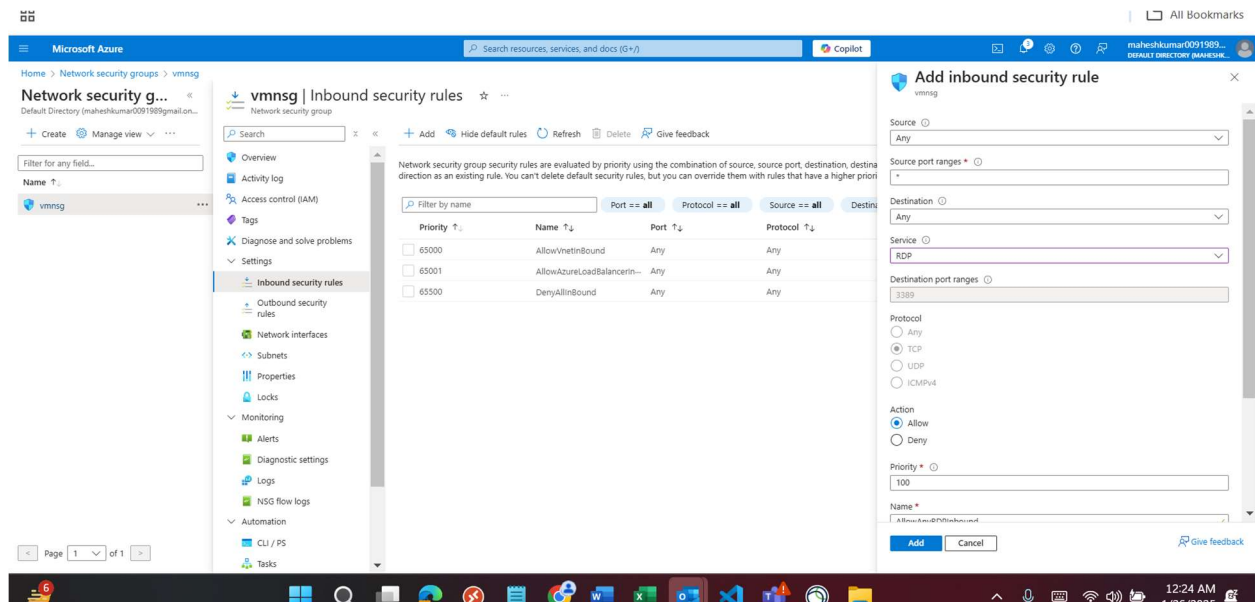 All Bookmarks
Microsoft Azure
Search resources, services, and docs (G+/)
Copilot
3
maheshkumar0091989...
DEFAULT DIRECTORY (MAHESHK...
Home > Network security groups > vmnsg
Network security g...
Default Directory (maheshkumar0091989gmail.on...
Create
Manage view
Filter for any field...
Name
vmnsg
Page 1 of 1
vmnsg | Inbound security rules
Network security group
Search
Overview
Activity log
Access control (IAM)
Tags
Diagnose and solve problems
Settings
Inbound security rules
Outbound security
rules
Network interfaces
Subnets
Properties
Locks
Monitoring
Alerts
Diagnostic settings
Logs
NSG flow logs
Automation
CLI / PS
Tasks
Add
Hide default rules
Refresh
Delete
Give feedback
Network security group security rules are evaluated by priority using the combination of source, source port, destination, destina
direction as an existing rule. You can't delete default security rules, but you can override them with rules that have a higher priori
Filter by name
Port == all
Protocol == all
Source == all
Destina
Priority Name Port Protocol
65000 AllowVnetInBound Any Any
65001 AllowAzureLoadBalancerIn... Any Any
65500 DenyAllInBound Any Any
Add inbound security rule
vmnsg
Source
Any
Source port ranges *
*
Destination
Any
Service
RDP
Destination port ranges
3389
Protocol
Any
TCP
UDP
ICMPv4
Action
Allow
Deny
Priority *
100
Name *
AllowAnyRDPInbound
Add
Cancel
Give feedback
6
12:24 AM